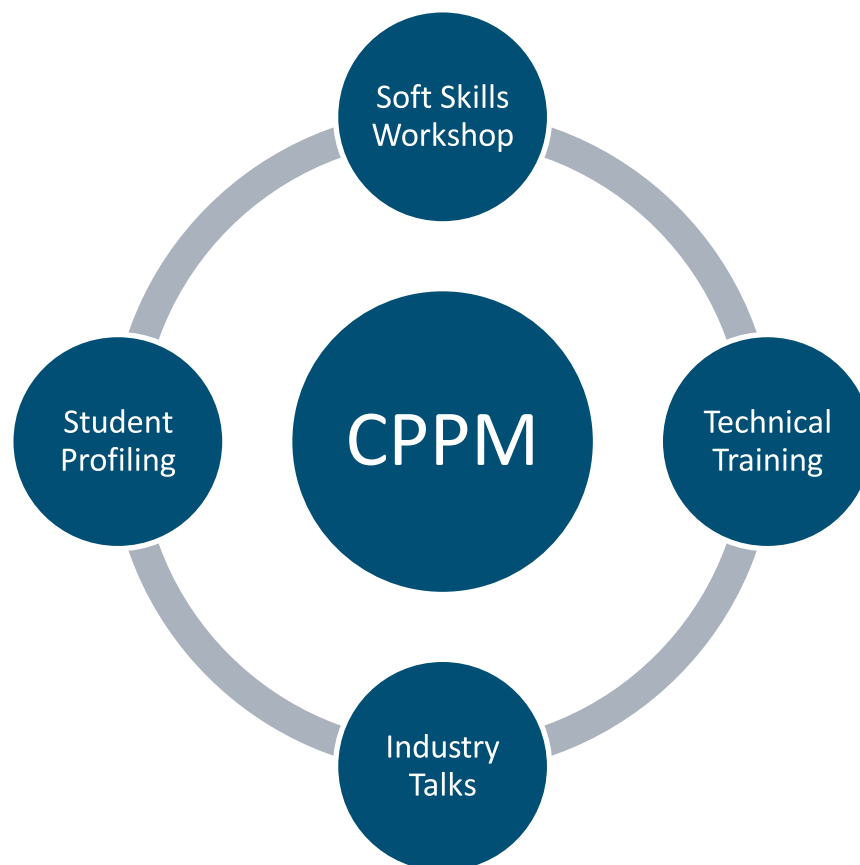 Soft Skills
Workshop
Student
Profiling
CPPM
Technical
Training
Industry
Talks